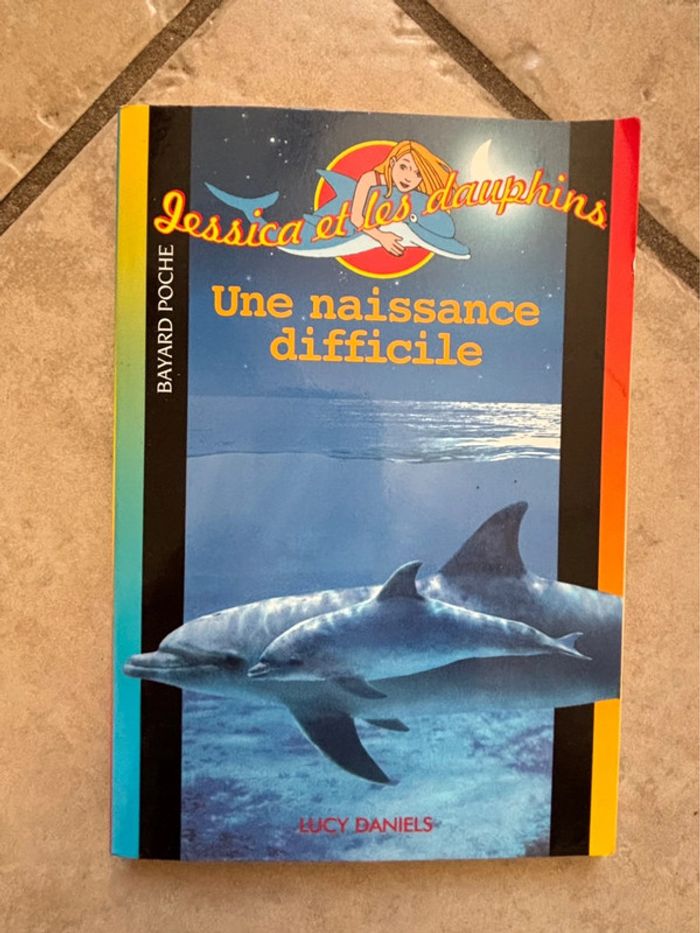 Jessica et les dauphins
Une naissance
difficile
BAYARD POCHE
LUCY DANIELS